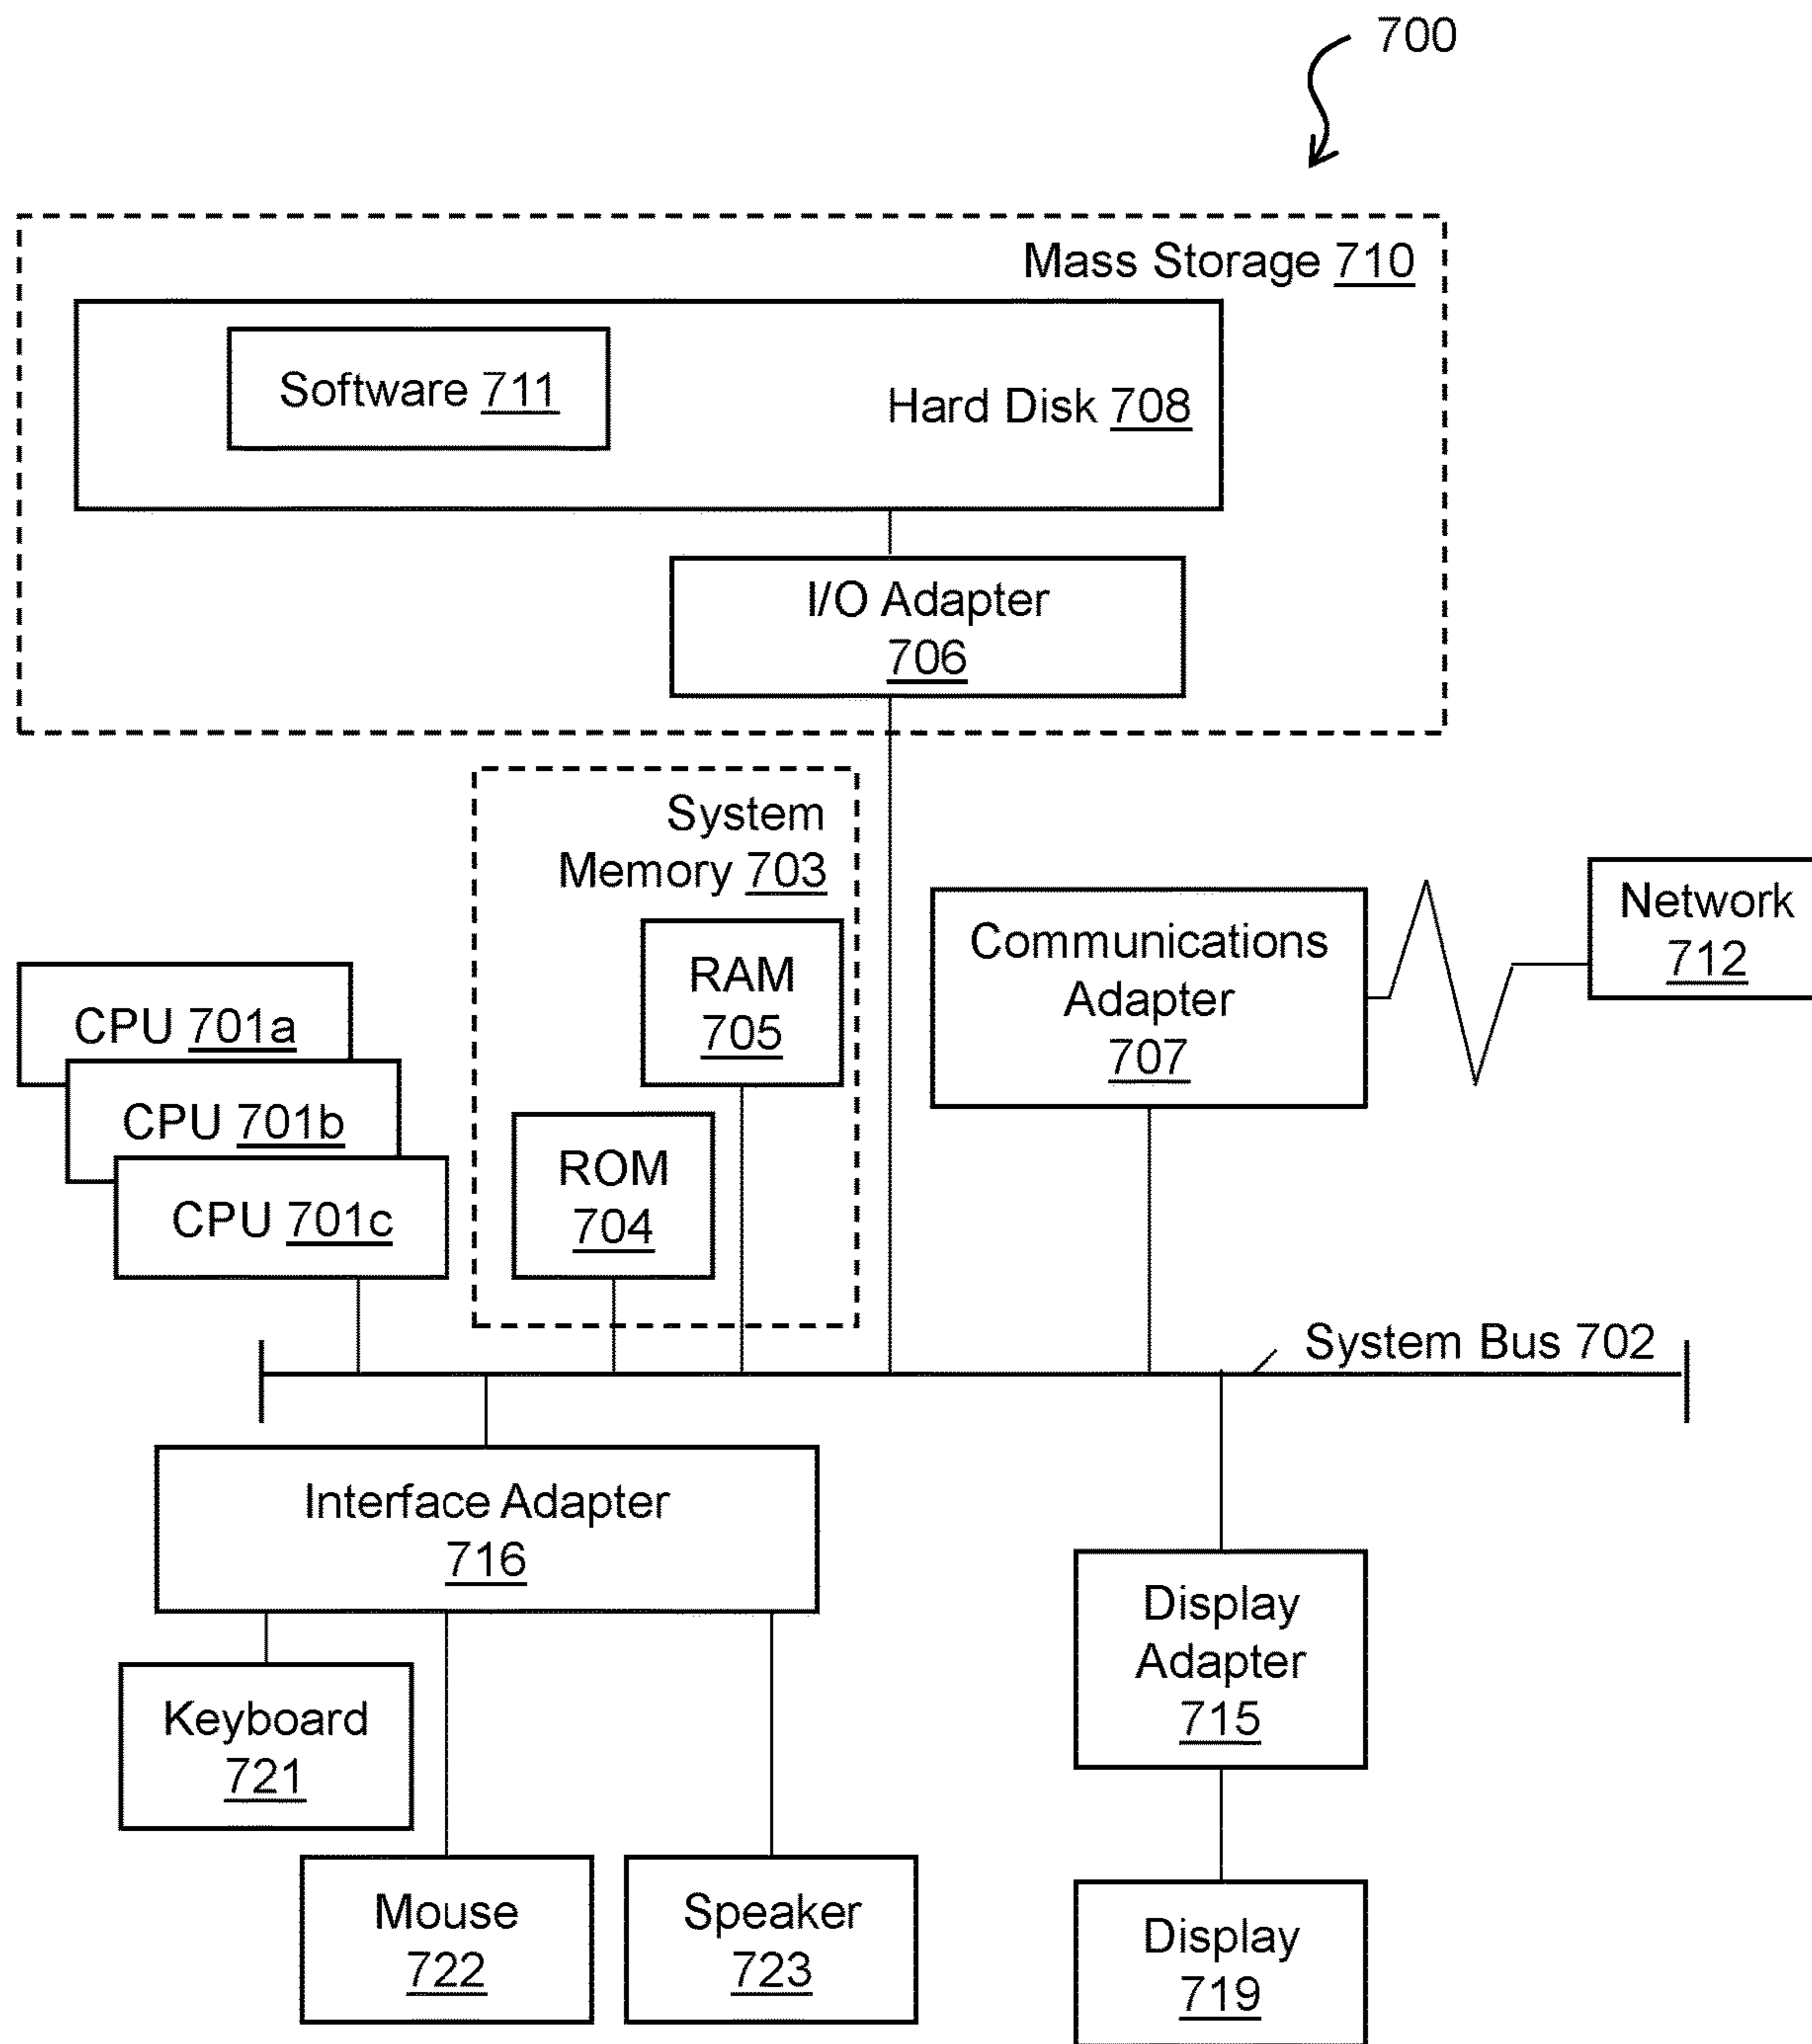 700
Mass Storage 710
Software 711
Hard Disk 708
I/O Adapter
706
System
Memory 703
RAM
705
ROM
704
CPU 701a
CPU 701b
CPU 701c
Communications
Adapter
707
Network
712
System Bus 702
Interface Adapter
716
Keyboard
721
Mouse
722
Speaker
723
Display
Adapter
715
Display
719